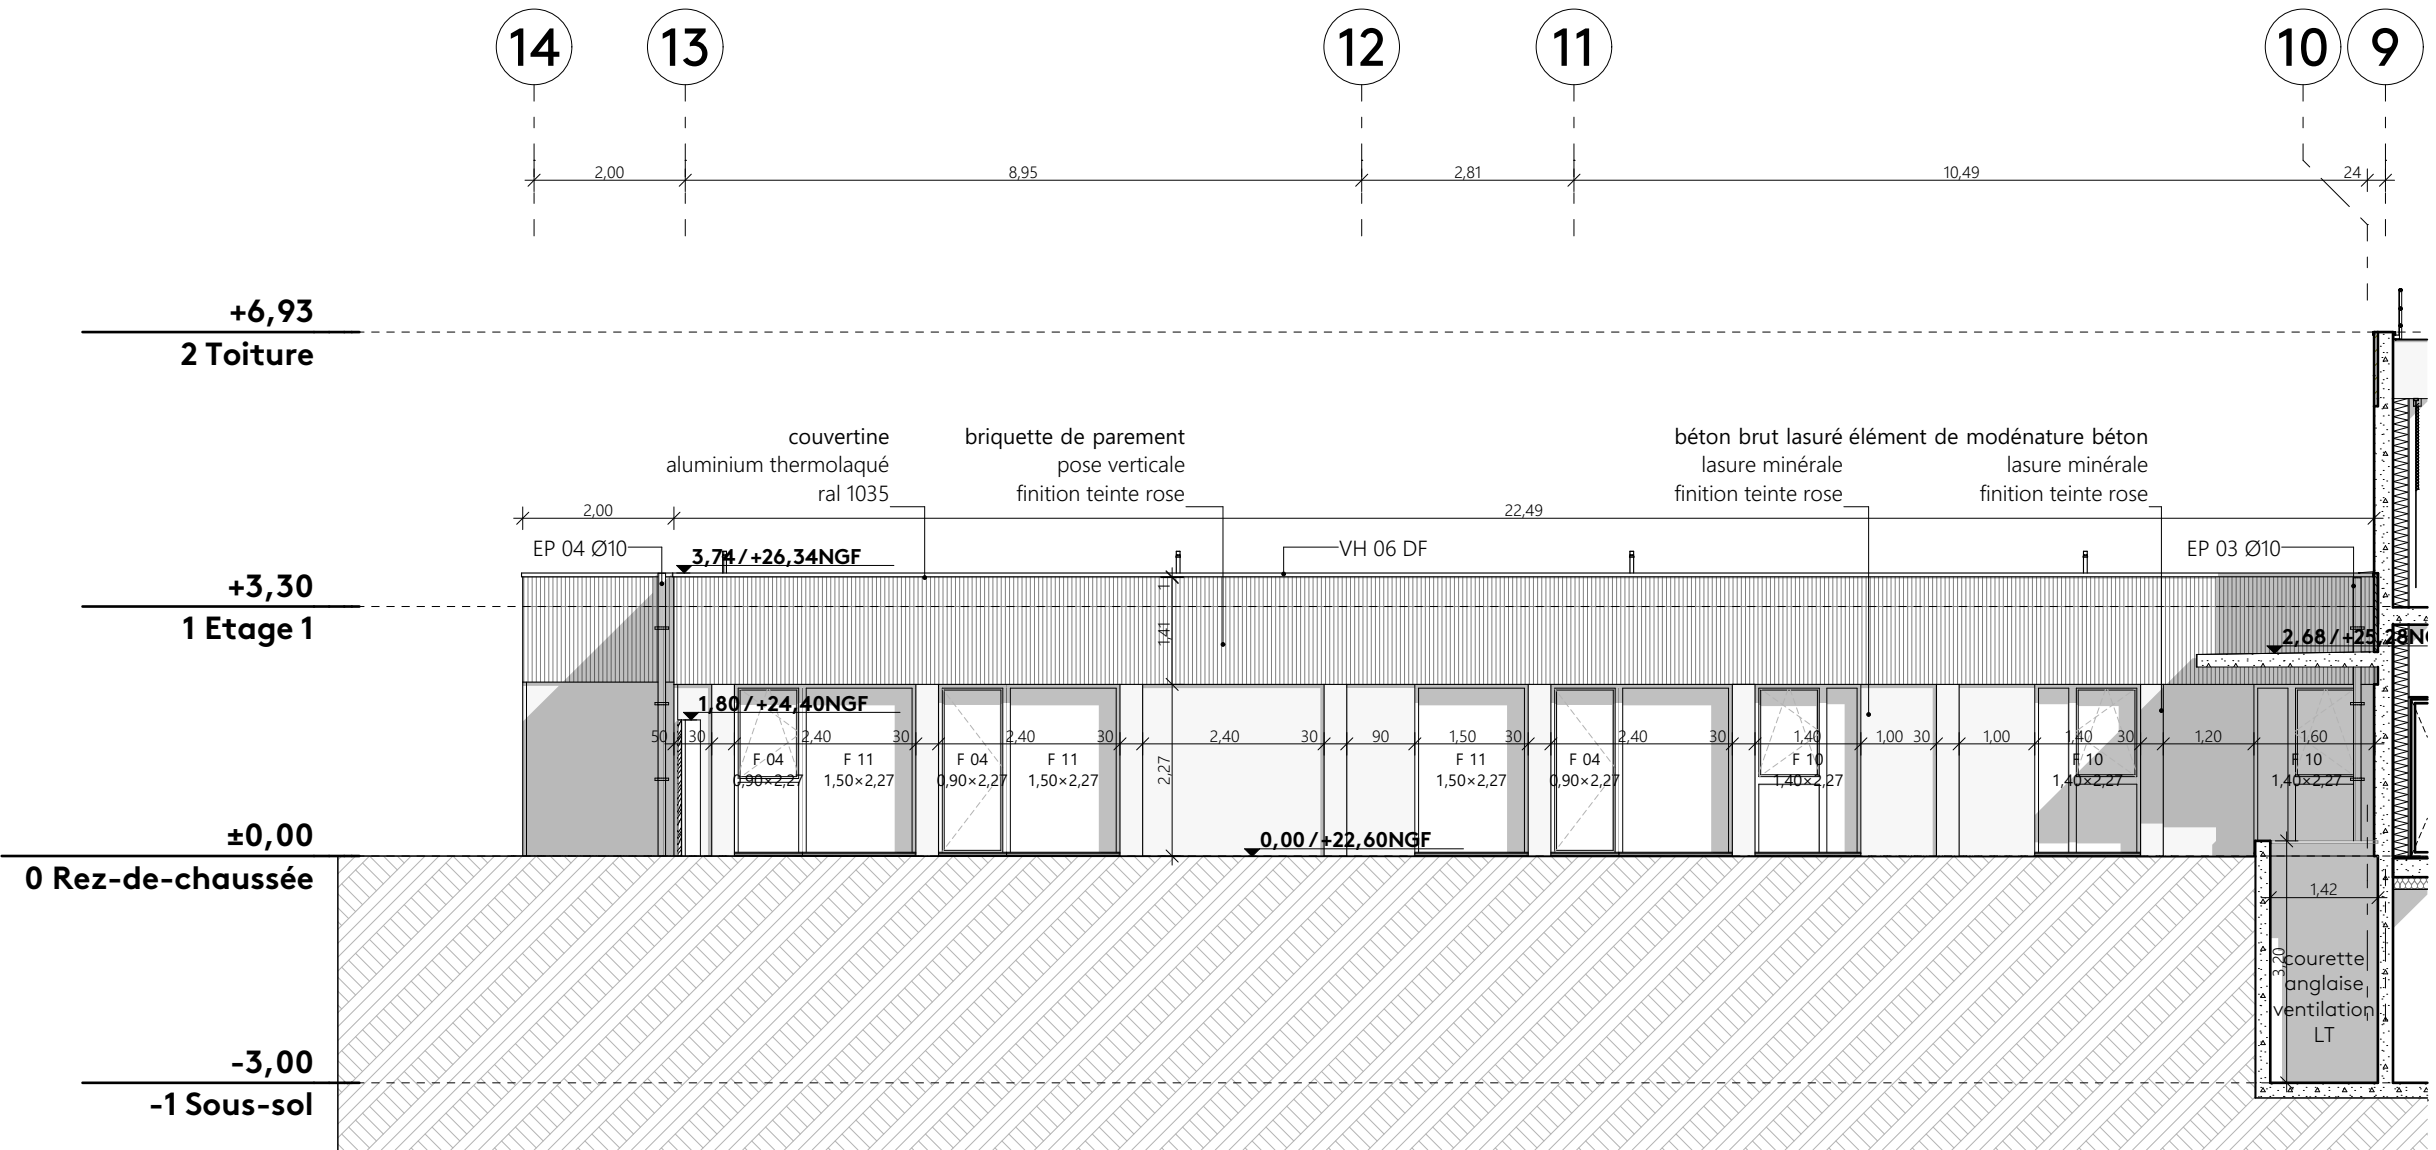 14 13 12 11 10 9
2,00 8,95 2,81 10,49 24
+6,93
2 Toiture
couvertine
aluminium thermolaqué
ral 1035
briquette de parement
pose verticale
finition teinte rose
béton brut lasuré
lasure minérale
finition teinte rose
élément de modénature béton
lasure minérale
finition teinte rose
2,00 22,49
EP 04 Ø10
3,74 / +26,34NGF
VH 06 DF
EP 03 Ø10
+3,30
1 Etage 1
1
1,41
2,68 / +25,28N
1,80 / +24,40NGF
50 30 2,40 30 2,40 30 2,40 30 90 1,50 30 2,40 30 1,40 1,00 30 1,00 1,40 30 1,20 1,60
F 04 F 11 F 04 F 11 F 11 F 04 F 10 F 10 F 10
0,90×2,27 1,50×2,27 0,90×2,27 1,50×2,27 1,50×2,27 0,90×2,27 1,40×2,27 1,40×2,27 1,40×2,27
2,27
±0,00
0 Rez-de-chaussée
0,00 / +22,60NGF
1,42
3,20
courette
anglaise
ventilation
LT
-3,00
-1 Sous-sol